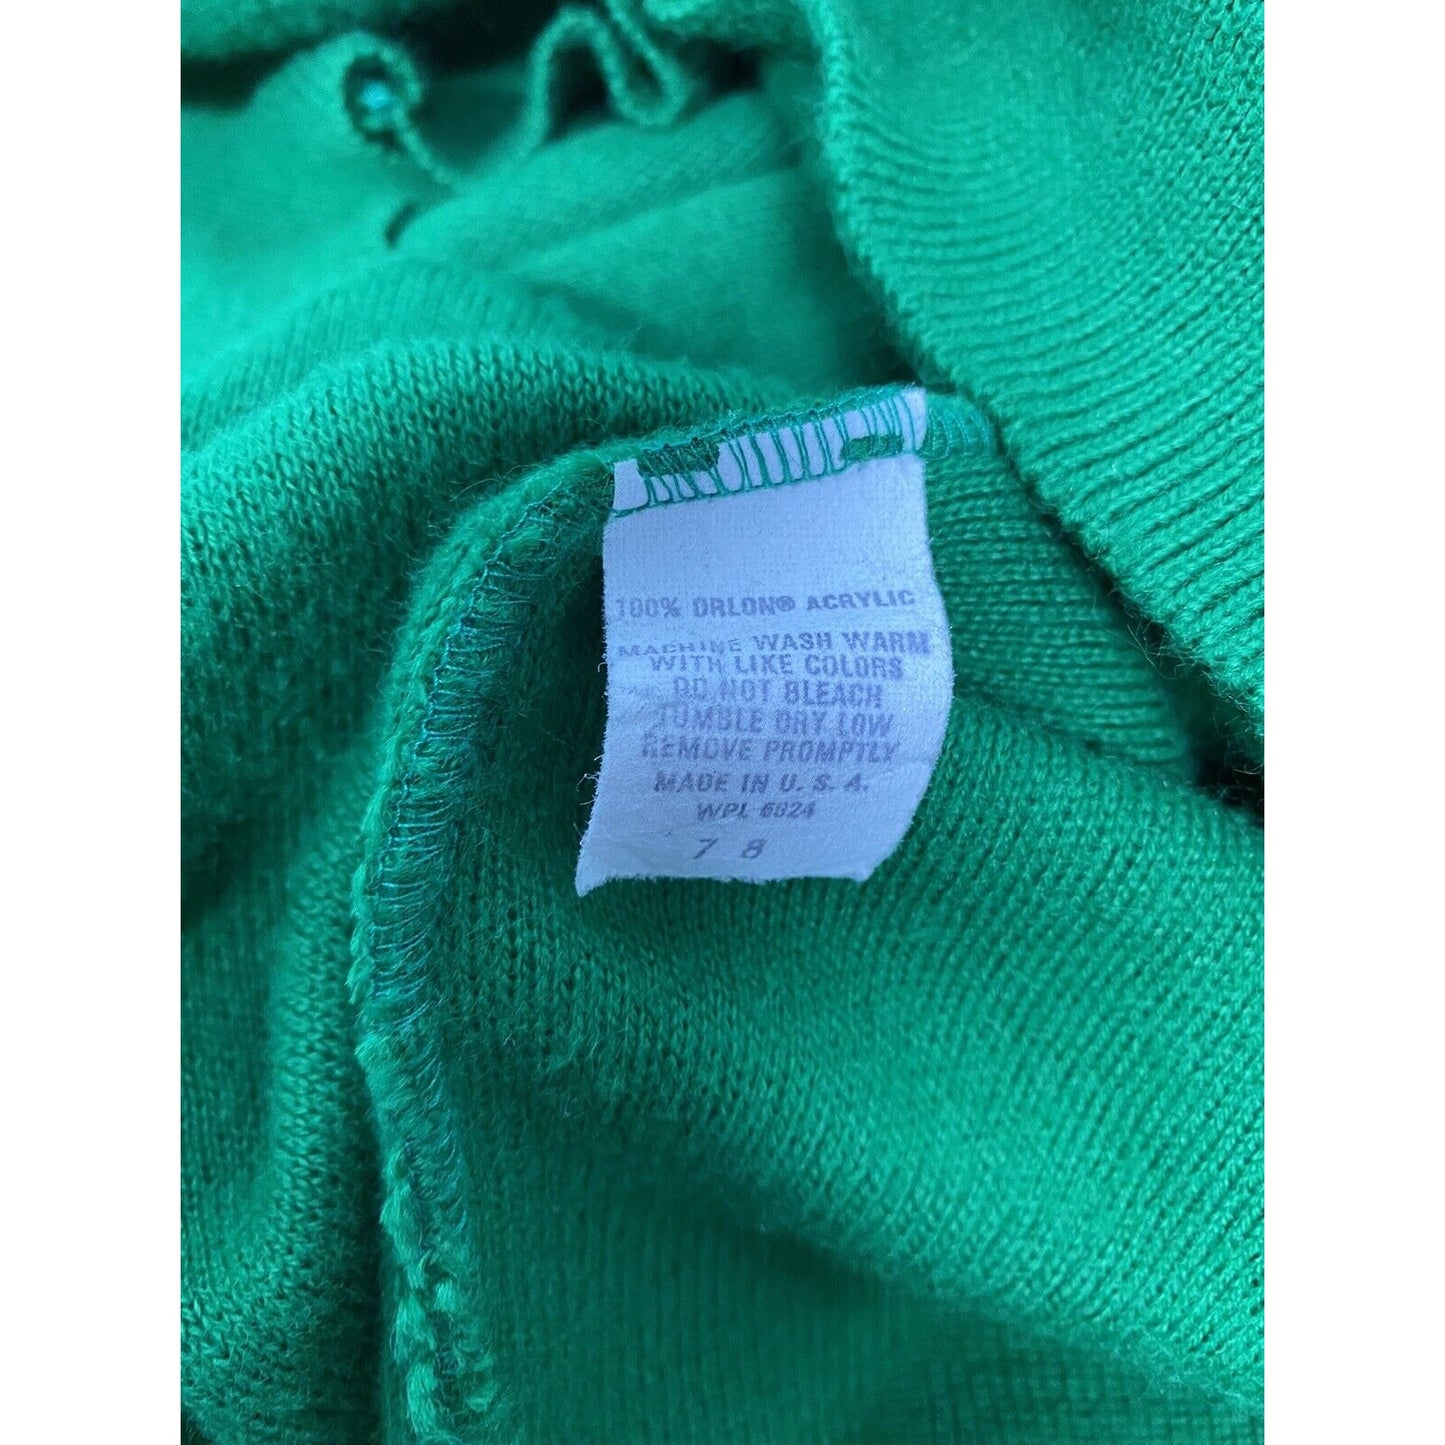 100% ORLON® ACRYLIC
MACHINE WASH WARM
WITH LIKE COLORS
DO NOT BLEACH
TUMBLE DRY LOW
REMOVE PROMPTLY
MADE IN U. S. A.
WPL 6824
7 8